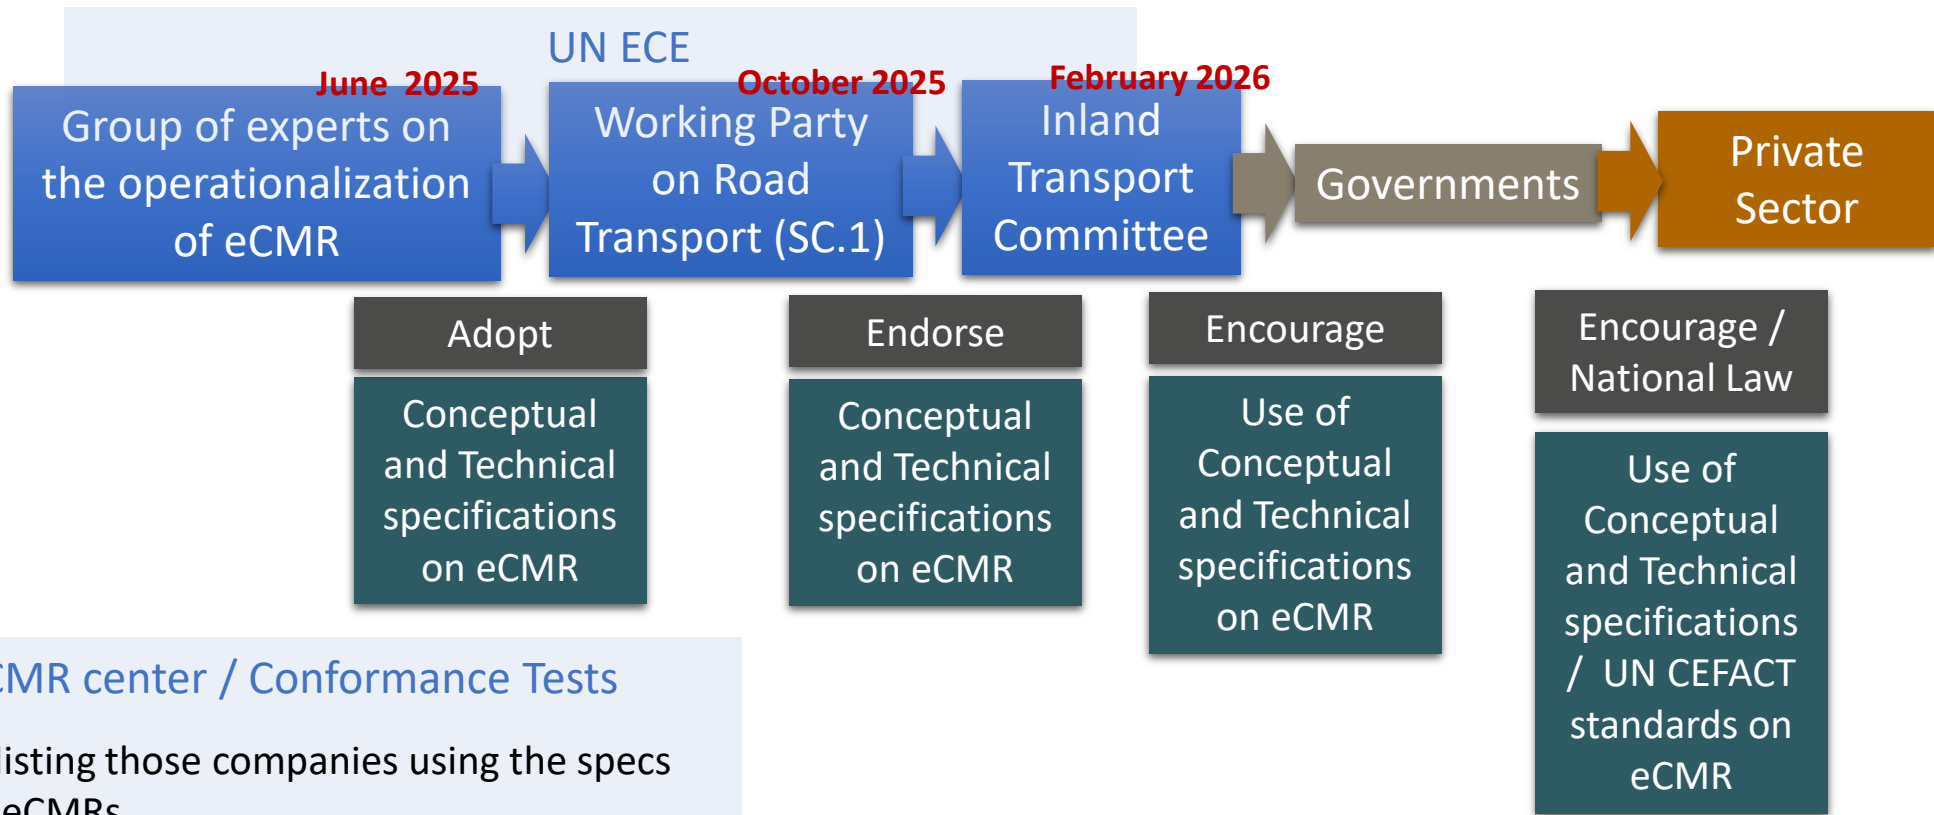 UN ECE
June 2025
October 2025
February 2026
Group of experts on
the operationalization
of eCMR
Working Party
on Road
Transport (SC.1)
Inland
Transport
Committee
Governments
Private
Sector
Adopt
Conceptual
and Technical
specifications
on eCMR
Endorse
Conceptual
and Technical
specifications
on eCMR
Encourage
Use of
Conceptual
and Technical
specifications
on eCMR
Encourage /
National Law
Use of
Conceptual
and Technical
specifications
/ UN CEFACT
standards on
eCMR
CMR center / Conformance Tests
listing those companies using the specs
eCMRs